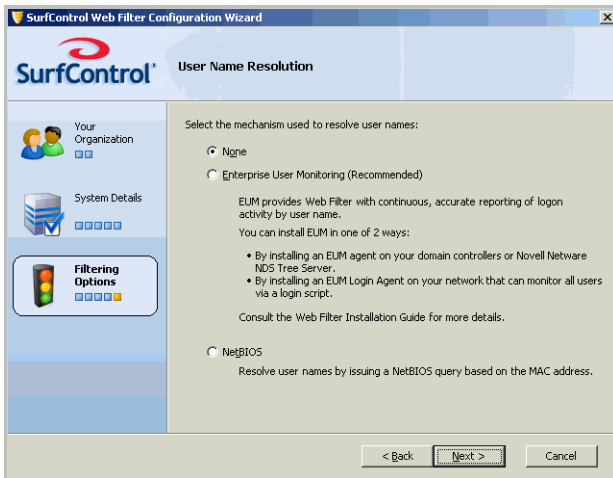 SurfControl Web Filter Configuration Wizard
SurfControl
User Name Resolution
Your
Organization
System Details
Filtering
Options
Select the mechanism used to resolve user names:
None
Enterprise User Monitoring (Recommended)
EUM provides Web Filter with continuous, accurate reporting of logon
activity by user name.
You can install EUM in one of 2 ways:
• By installing an EUM agent on your domain controllers or Novell Netware
NDS Tree Server.
• By installing an EUM Login Agent on your network that can monitor all users
via a login script.
Consult the Web Filter Installation Guide for more details.
NetBIOS
Resolve user names by issuing a NetBIOS query based on the MAC address.
< Back
Next >
Cancel